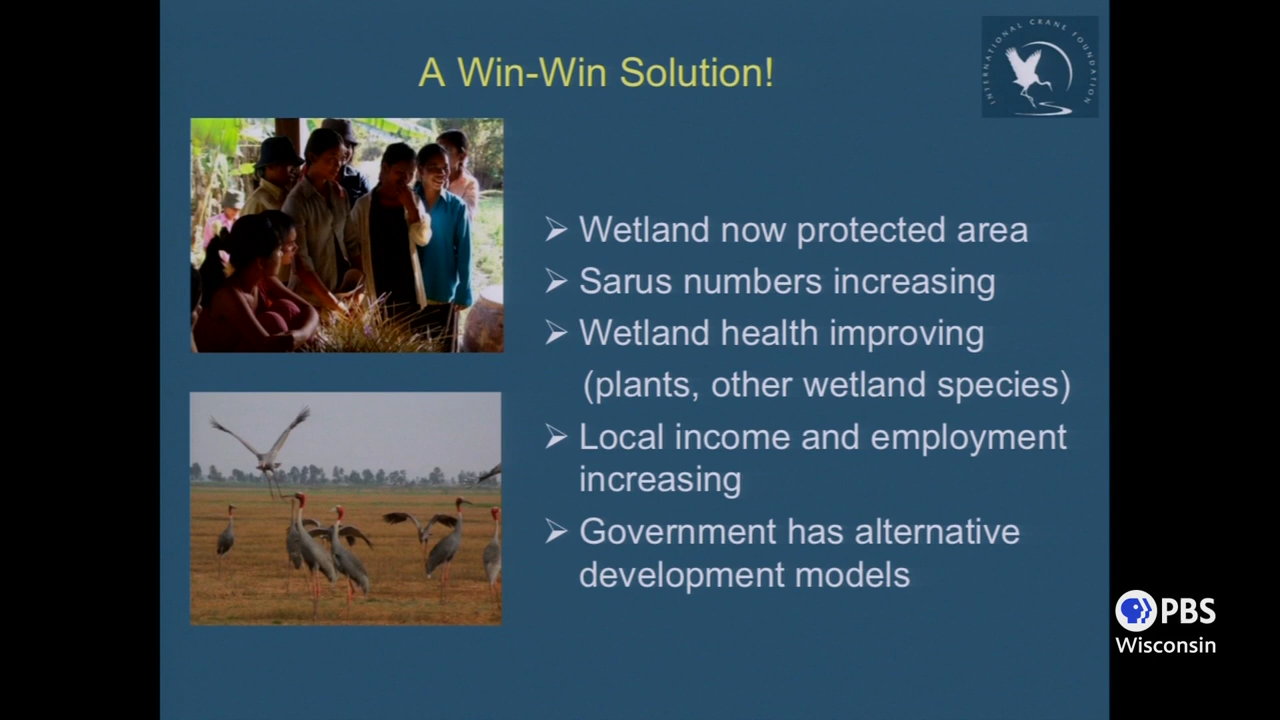 A Win-Win Solution!
INTERNATIONAL CRANE FOUNDATION
➢ Wetland now protected area
➢ Sarus numbers increasing
➢ Wetland health improving
(plants, other wetland species)
➢ Local income and employment
increasing
➢ Government has alternative
development models
PBS
Wisconsin